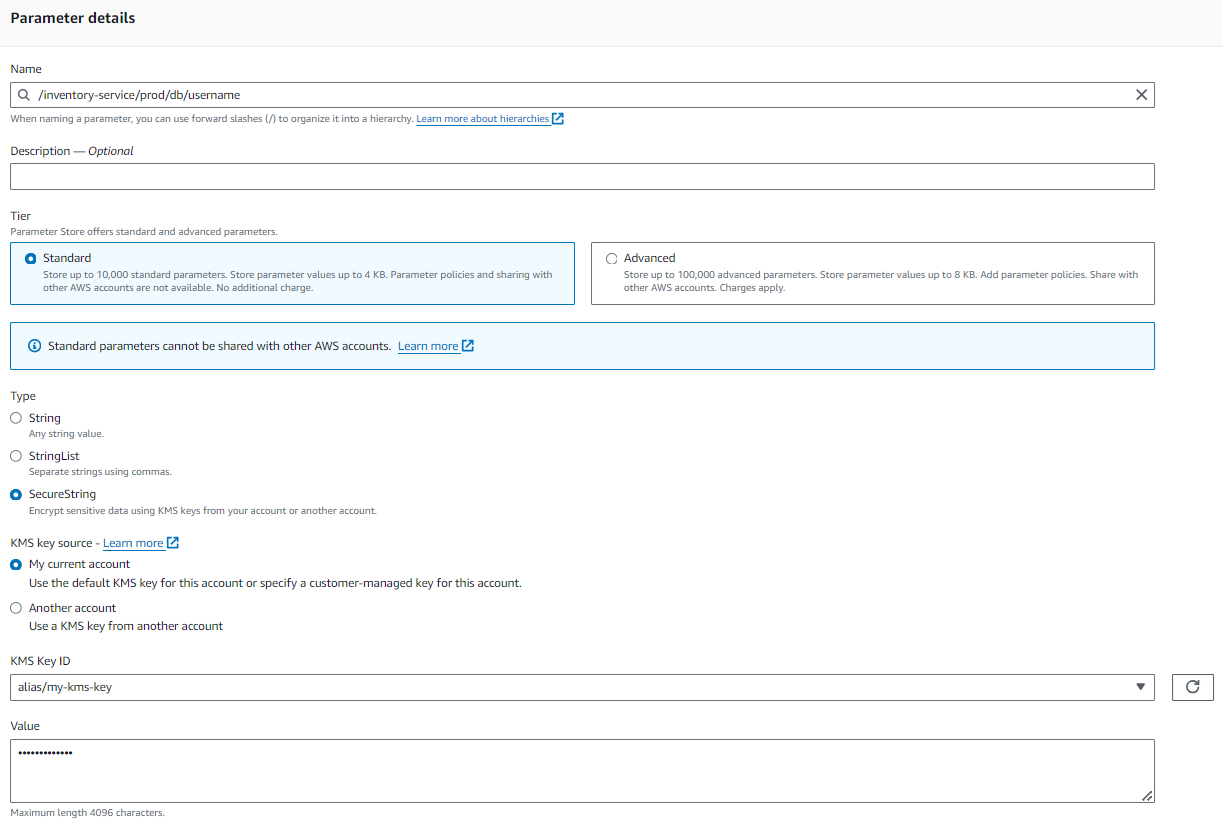 Parameter details
Name
/inventory-service/prod/db/username
When naming a parameter, you can use forward slashes (/) to organize it into a hierarchy. Learn more about hierarchies
Description — Optional
Tier
Parameter Store offers standard and advanced parameters.
Standard
Store up to 10,000 standard parameters. Store parameter values up to 4 KB. Parameter policies and sharing with
other AWS accounts are not available. No additional charge.
Advanced
Store up to 100,000 advanced parameters. Store parameter values up to 8 KB. Add parameter policies. Share with
other AWS accounts. Charges apply.
Standard parameters cannot be shared with other AWS accounts. Learn more
Type
String
Any string value.
StringList
Separate strings using commas.
SecureString
Encrypt sensitive data using KMS keys from your account or another account.
KMS key source - Learn more
My current account
Use the default KMS key for this account or specify a customer-managed key for this account.
Another account
Use a KMS key from another account
KMS Key ID
alias/my-kms-key
Value
•••••••••••••
Maximum length 4096 characters.